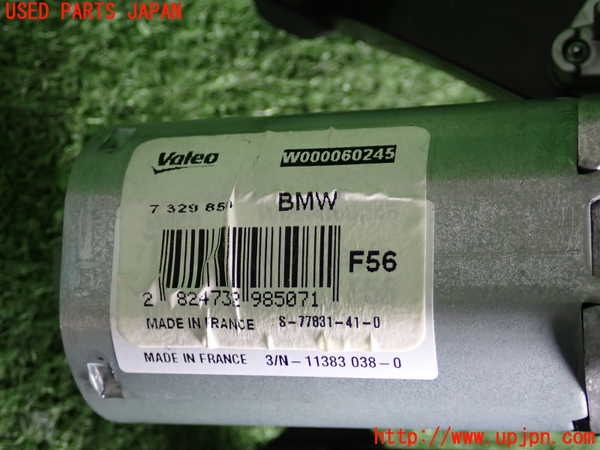 USED PARTS JAPAN
Valeo
W000060245
7 329 85
BMW
F56
2 824733 985071
MADE IN FRANCE S-77831-41-0
MADE IN FRANCE 3/N-11383 038-0
http://www.upjpn.com